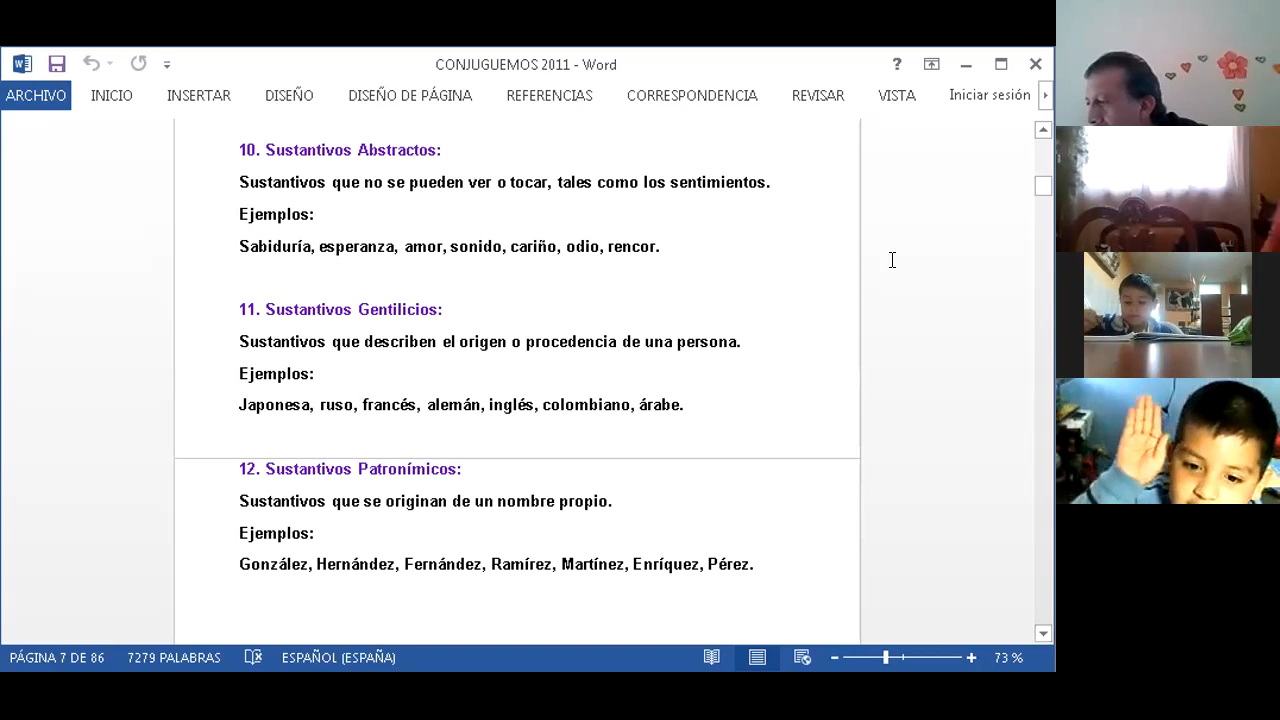 CONJUGUEMOS 2011 - Word
ARCHIVO INICIO INSERTAR DISEÑO DISEÑO DE PÁGINA REFERENCIAS CORRESPONDENCIA REVISAR VISTA Iniciar sesión
10. Sustantivos Abstractos:
Sustantivos que no se pueden ver o tocar, tales como los sentimientos.
Ejemplos:
Sabiduría, esperanza, amor, sonido, cariño, odio, rencor.
11. Sustantivos Gentilicios:
Sustantivos que describen el origen o procedencia de una persona.
Ejemplos:
Japonesa, ruso, francés, alemán, inglés, colombiano, árabe.
12. Sustantivos Patronímicos:
Sustantivos que se originan de un nombre propio.
Ejemplos:
González, Hernández, Fernández, Ramírez, Martínez, Enríquez, Pérez.
PÁGINA 7 DE 86 7279 PALABRAS ESPAÑOL (ESPAÑA) 73 %